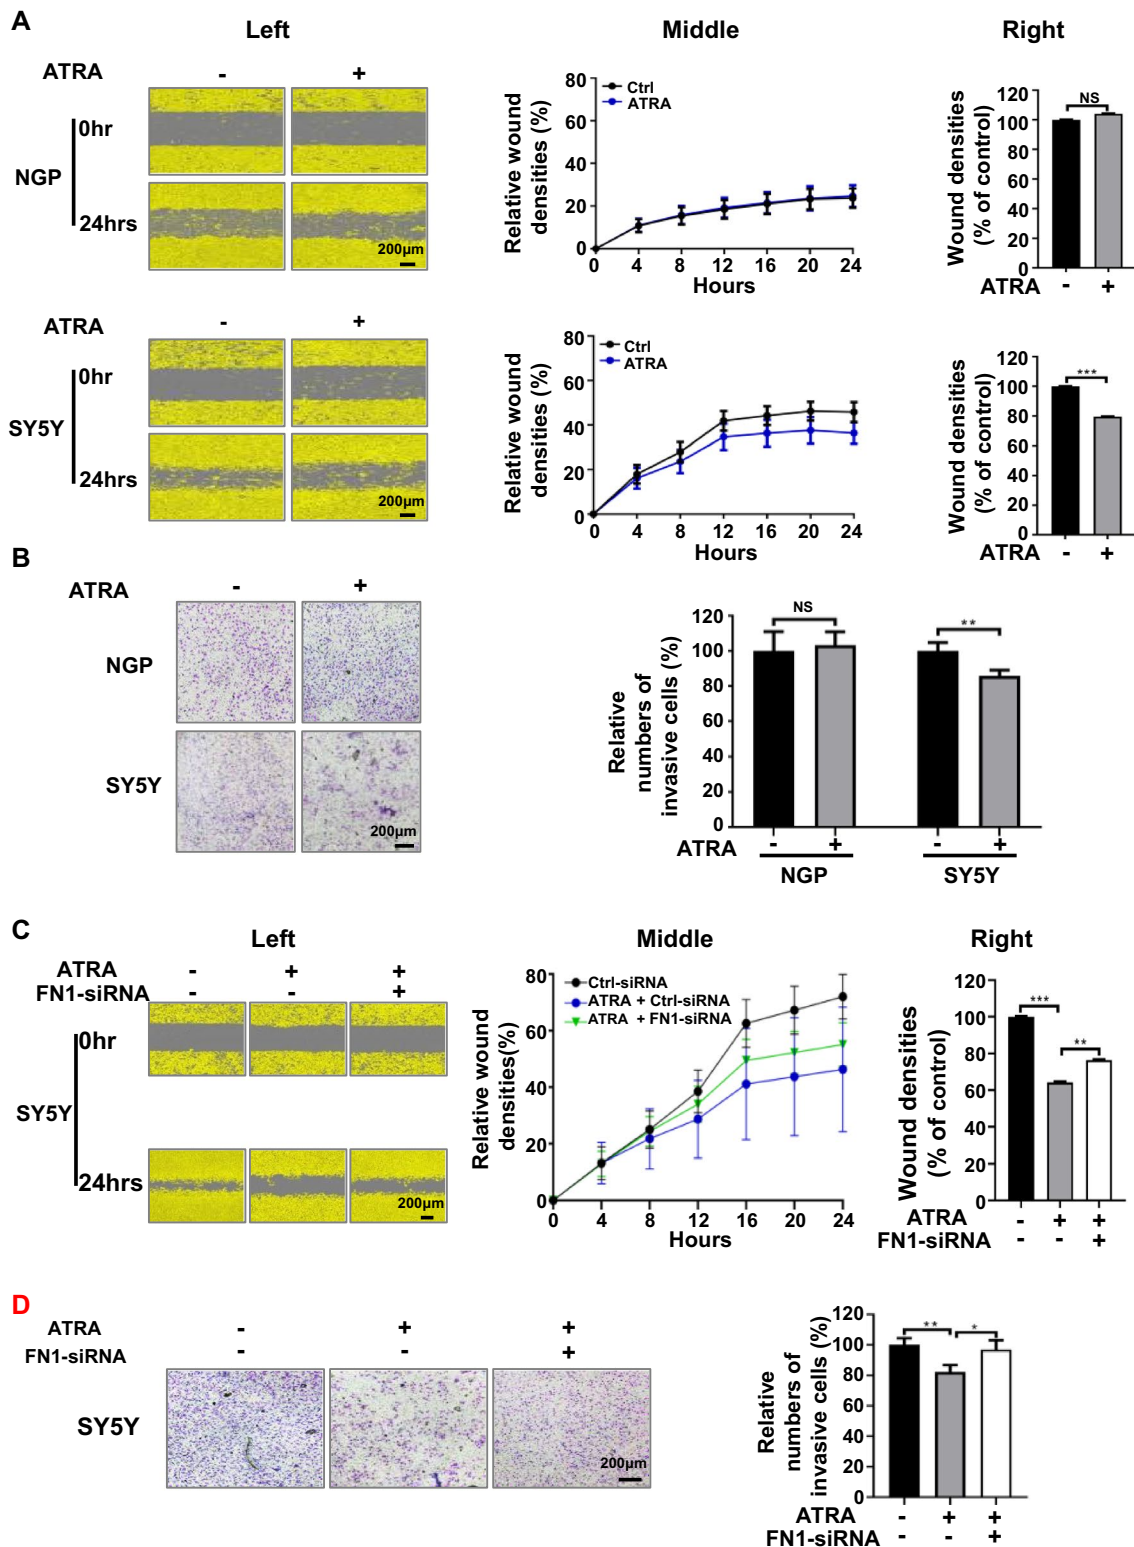 A
Left
Middle
Right
ATRA
-
+
NGP
0hr
24hrs
200μm
Relative wound
densities (%)
80
60
40
20
0
Ctrl
ATRA
0 4 8 12 16 20 24
Hours
Wound densities
(% of control)
120
100
80
60
40
20
0
NS
ATRA - +
ATRA
-
+
SY5Y
0hr
24hrs
200μm
Relative wound
densities (%)
80
60
40
20
0
Ctrl
ATRA
0 4 8 12 16 20 24
Hours
Wound densities
(% of control)
120
100
80
60
40
20
0
***
ATRA - +
B
ATRA
-
+
NGP
SY5Y
200μm
Relative
numbers of
invasive cells (%)
120
100
80
60
40
20
0
NS
**
ATRA - + - +
NGP SY5Y
C
Left
Middle
Right
ATRA - + +
FN1-siRNA - - +
SY5Y
0hr
24hrs
200μm
Relative wound
densities(%)
80
60
40
20
0
Ctrl-siRNA
ATRA + Ctrl-siRNA
ATRA + FN1-siRNA
0 4 8 12 16 20 24
Hours
Wound densities
(% of control)
120
100
80
60
40
20
0
***
**
ATRA - + +
FN1-siRNA - - +
D
ATRA - + +
FN1-siRNA - - +
SY5Y
200μm
Relative
numbers of
invasive cells (%)
120
100
80
60
40
20
0
**
*
ATRA - + +
FN1-siRNA - - +